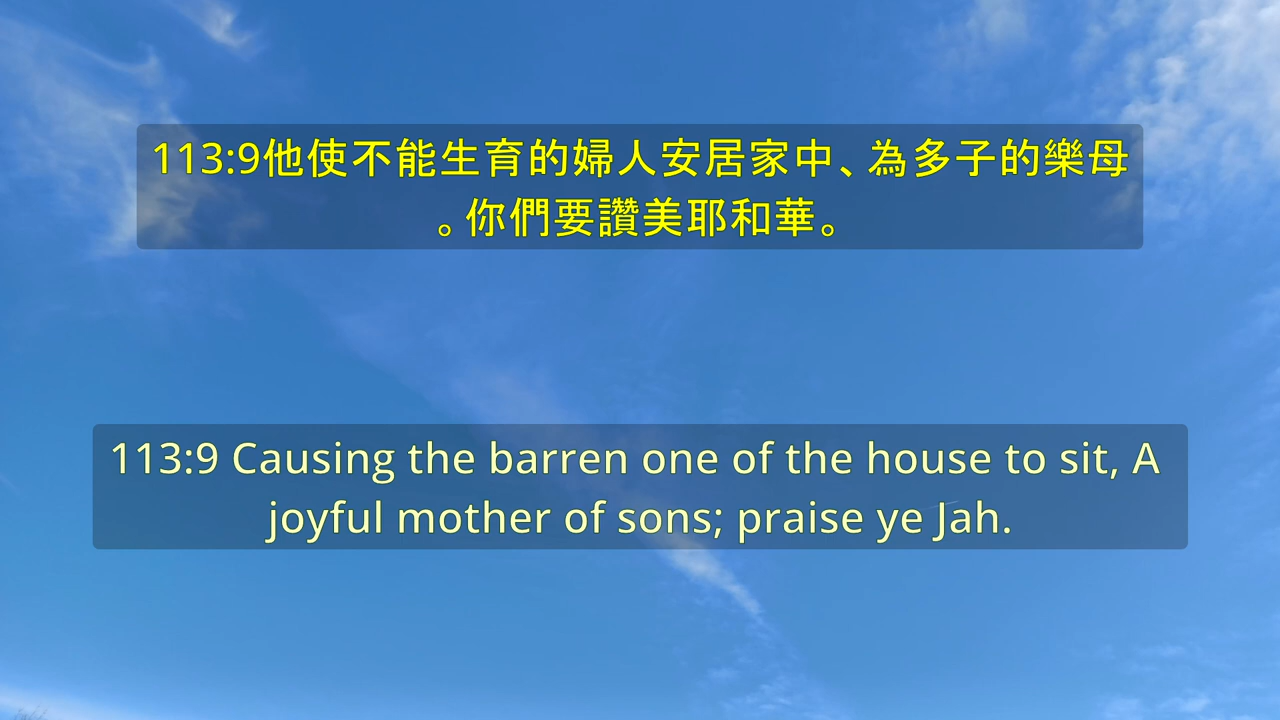 113:9他使不能生育的婦人安居家中、為多子的樂母
。你們要讚美耶和華。
113:9 Causing the barren one of the house to sit, A
joyful mother of sons; praise ye Jah.